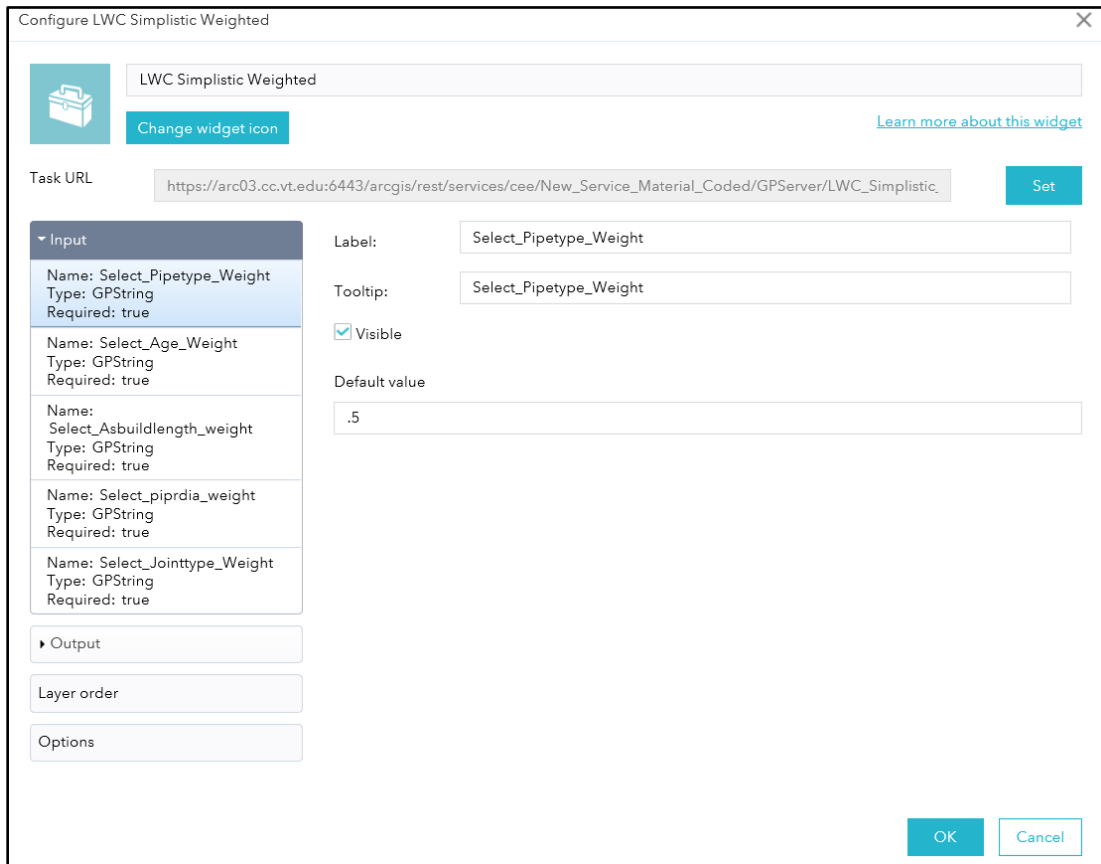 Configure LWC Simplistic Weighted
LWC Simplistic Weighted
Change widget icon
Learn more about this widget
Task URL
https://arc03.cc.vt.edu:6443/arcgis/rest/services/cee/New_Service_Material_Coded/GPServer/LWC_Simplistic_
Set
Input
Name: Select_Pipetype_Weight
Type: GPString
Required: true
Name: Select_Age_Weight
Type: GPString
Required: true
Name:
Select_Asbuildlength_weight
Type: GPString
Required: true
Name: Select_piprdia_weight
Type: GPString
Required: true
Name: Select_Jointtype_Weight
Type: GPString
Required: true
Output
Layer order
Options
Label:
Select_Pipetype_Weight
Tooltip:
Select_Pipetype_Weight
Visible
Default value
.5
OK
Cancel